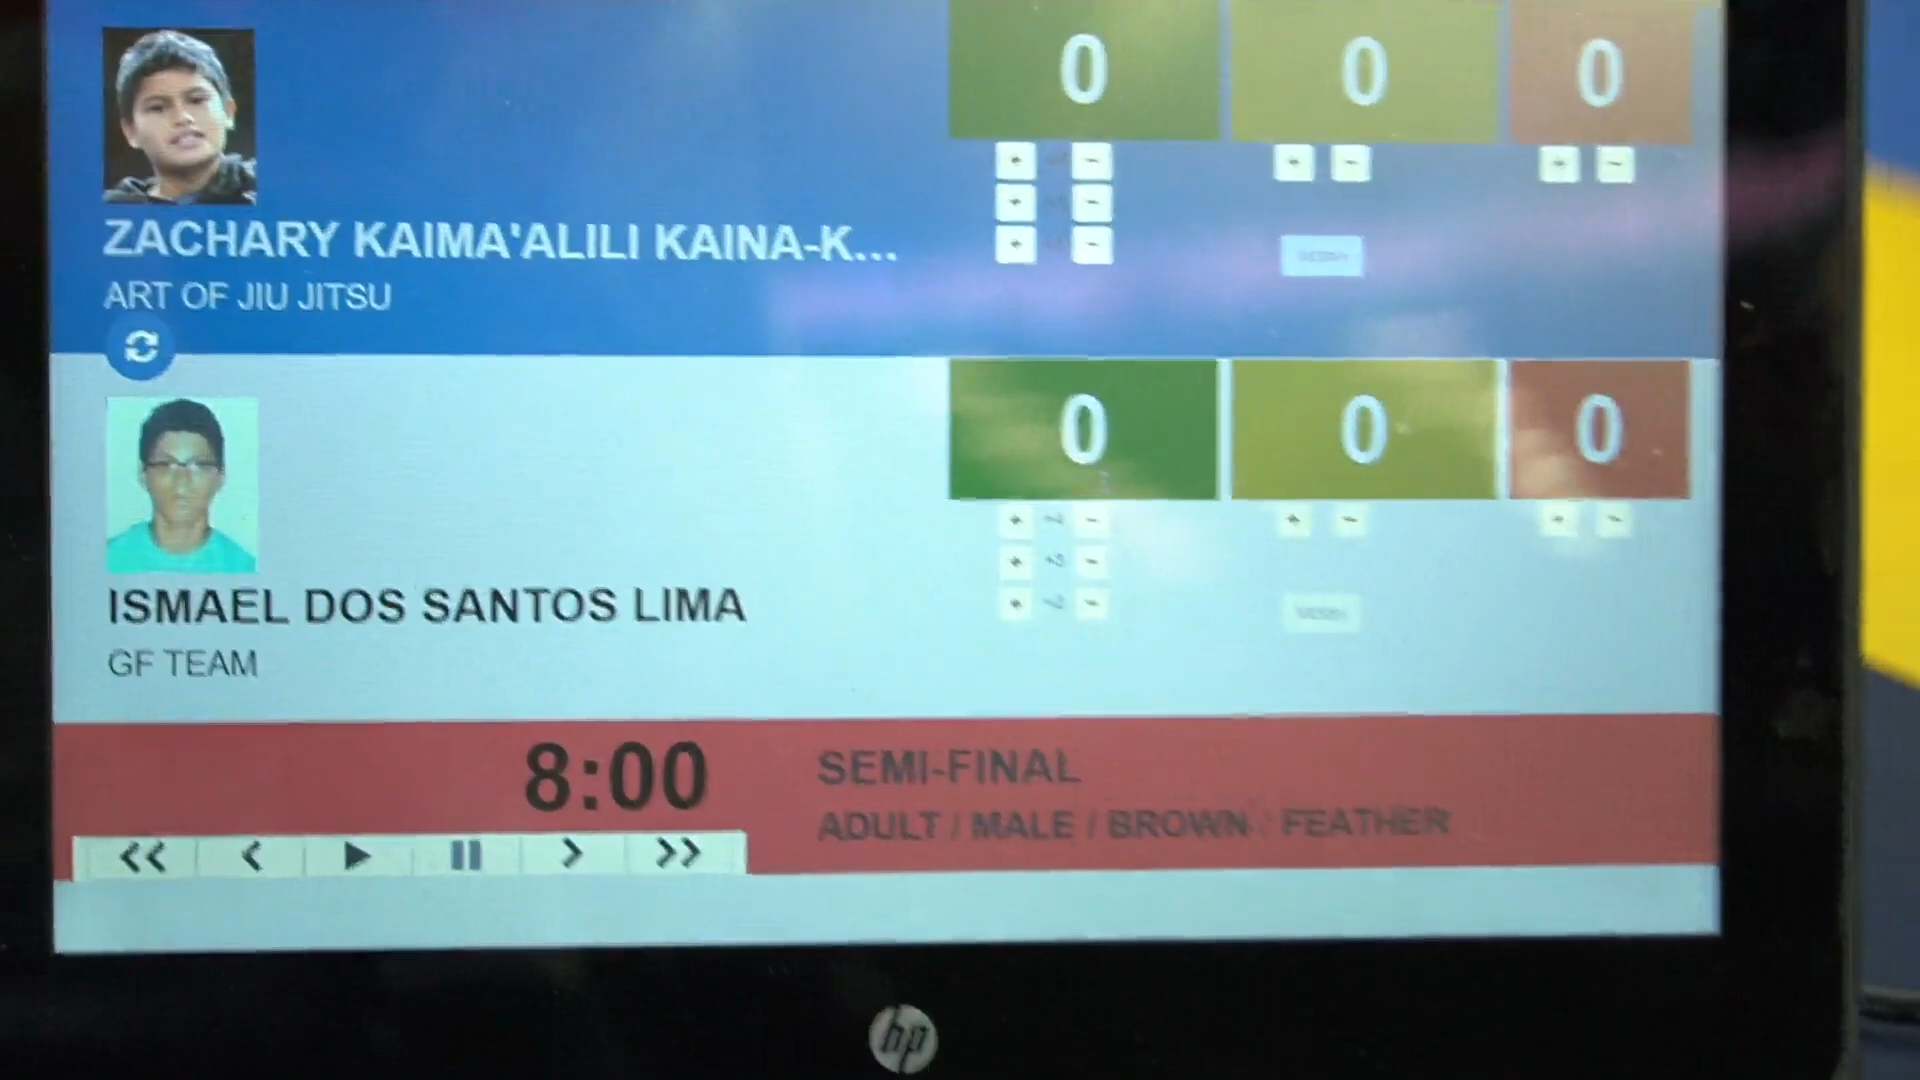 0 0 0
ZACHARY KAIMA'ALILI KAINA-K...
ART OF JIU JITSU
0 0 0
+3
ISMAEL DOS SANTOS LIMA
GF TEAM
8:00
SEMI-FINAL
ADULT / MALE / BROWN / FEATHER
hp